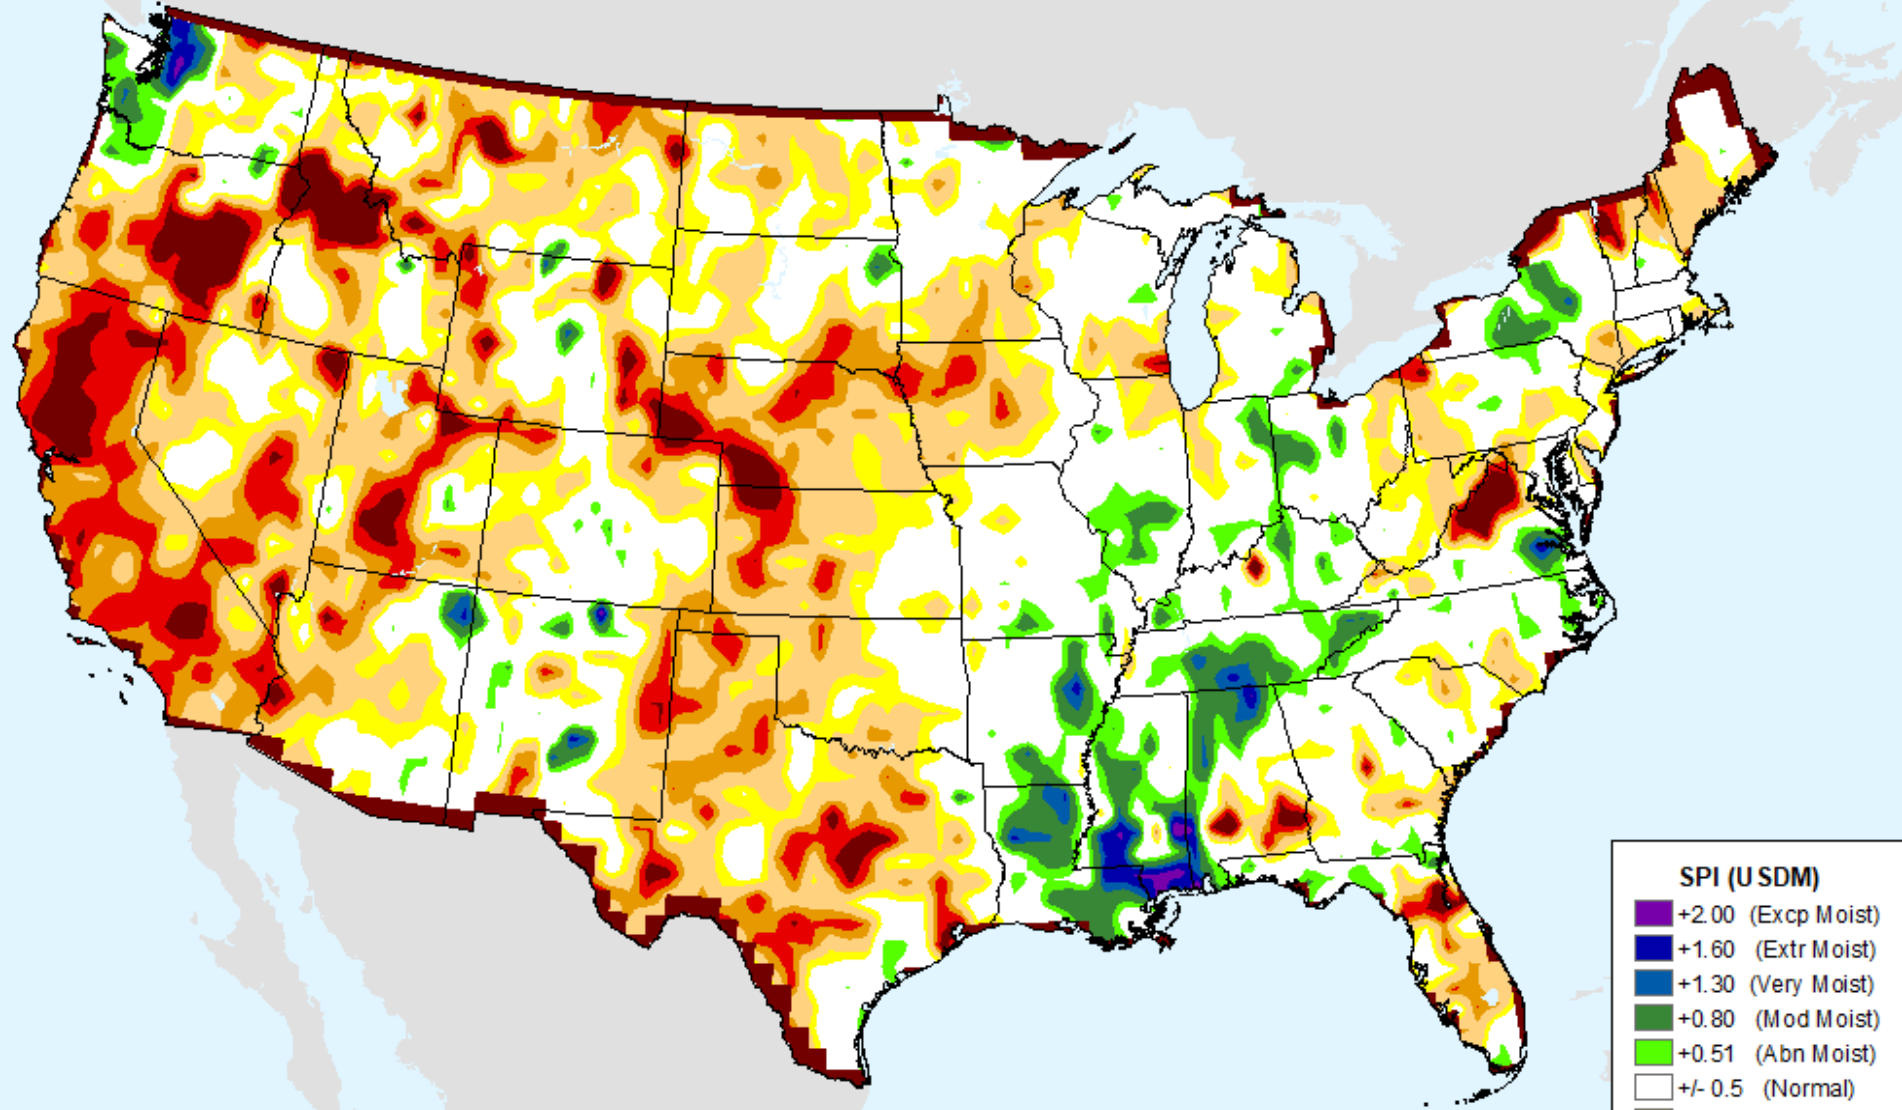 SPI (USDM)
+2.00 (Excp Moist)
+1.60 (Extr Moist)
+1.30 (Very Moist)
+0.80 (Mod Moist)
+0.51 (Abn Moist)
+/- 0.5 (Normal)